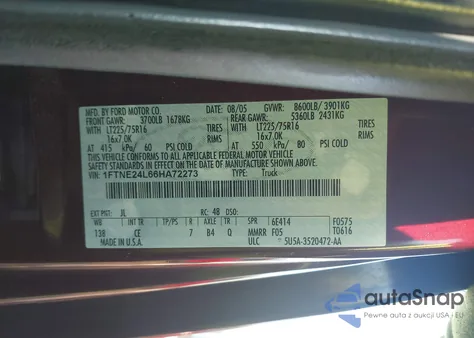 MFD. BY FORD MOTOR CO. DATE: 08/05 GVWR: 8600LB/ 3901KG
FRONT GAWR: 3700LB 1678KG REAR GAWR: 5360LB 2431KG
WITH LT225/75R16 TIRES WITH LT225/75R16 TIRES
16x7.0K RIMS 16x7.0K RIMS
AT 415 kPa/ 60 PSI COLD AT 550 kPa/ 80 PSI COLD
THIS VEHICLE CONFORMS TO ALL APPLICABLE FEDERAL MOTOR VEHICLE
SAFETY STANDARDS IN EFFECT ON THE DATE OF MANUFACTURE SHOWN ABOVE.
VIN: 1FTNE24L66HA72273 TYPE: Truck
EXT PNT: JL RC: 48 DSO:
WB INT TR TP/PS R AXLE TR SPR 6E414 F0575
138 CE 7 B4 Q MMRR F05 T0616
MADE IN U.S.A. ULC 5U5A-3520472-AA
autaSnap
Pewne auta z USA - EU